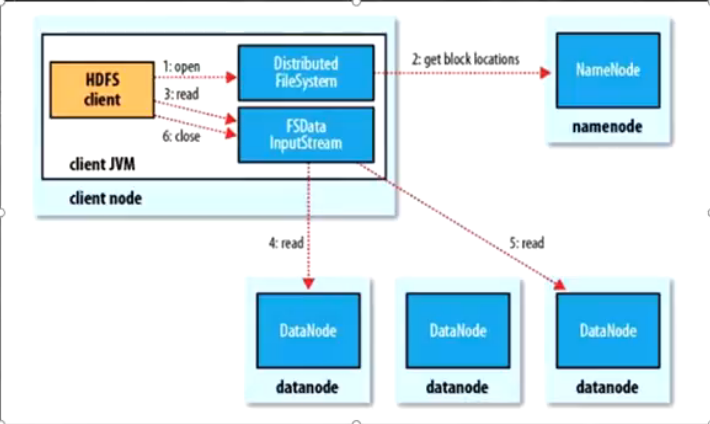 1: open
HDFS
client
3: read
6: close
Distributed
FileSystem
FSData
InputStream
2: get block locations
NameNode
namenode
client JVM
client node
4: read
5: read
DataNode
datanode
DataNode
datanode
DataNode
datanode